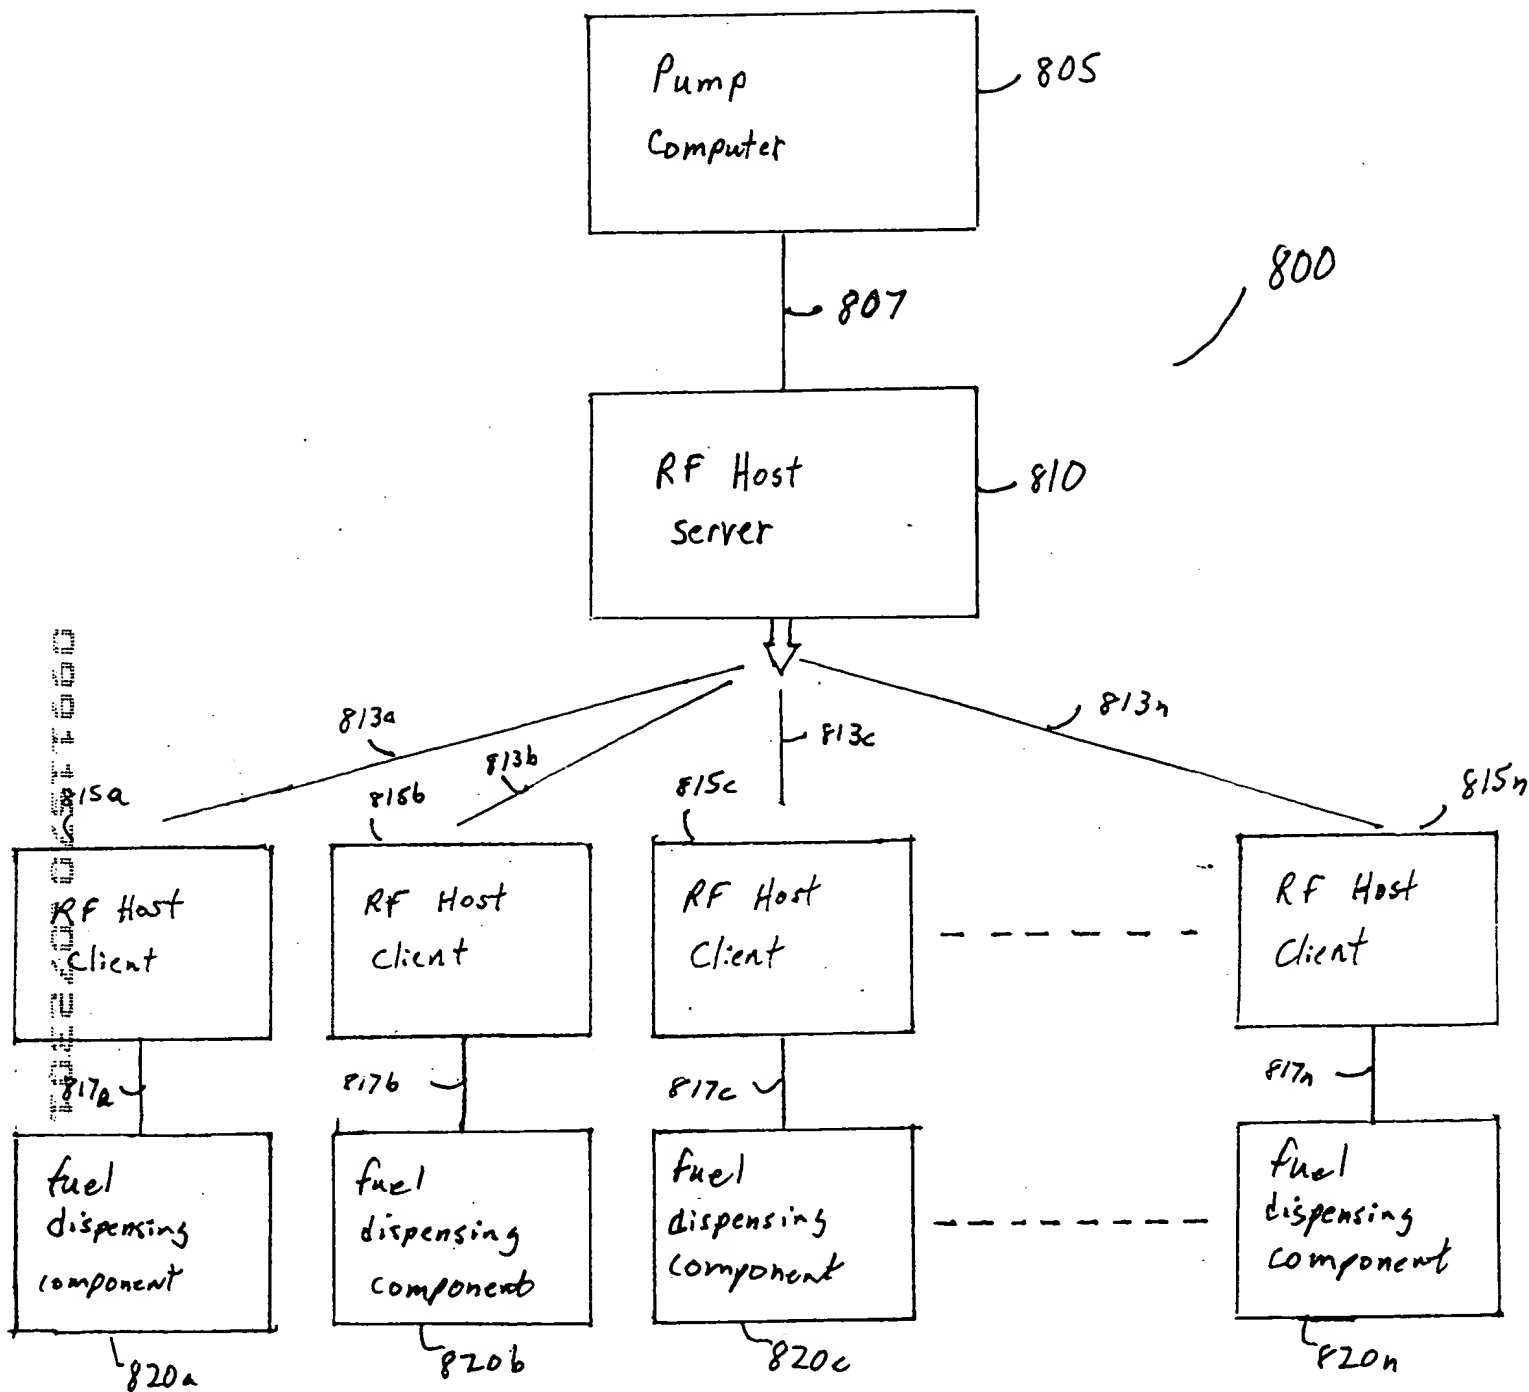 Pump
Computer
805
800
807
RF Host
server
810
813a
813b
813c
813n
815a
815b
815c
815n
RF Host
Client
RF Host
Client
RF Host
Client
RF Host
Client
817a
817b
817c
817n
fuel
dispensing
component
fuel
dispensing
component
fuel
dispensing
component
fuel
dispensing
component
820a
820b
820c
820n